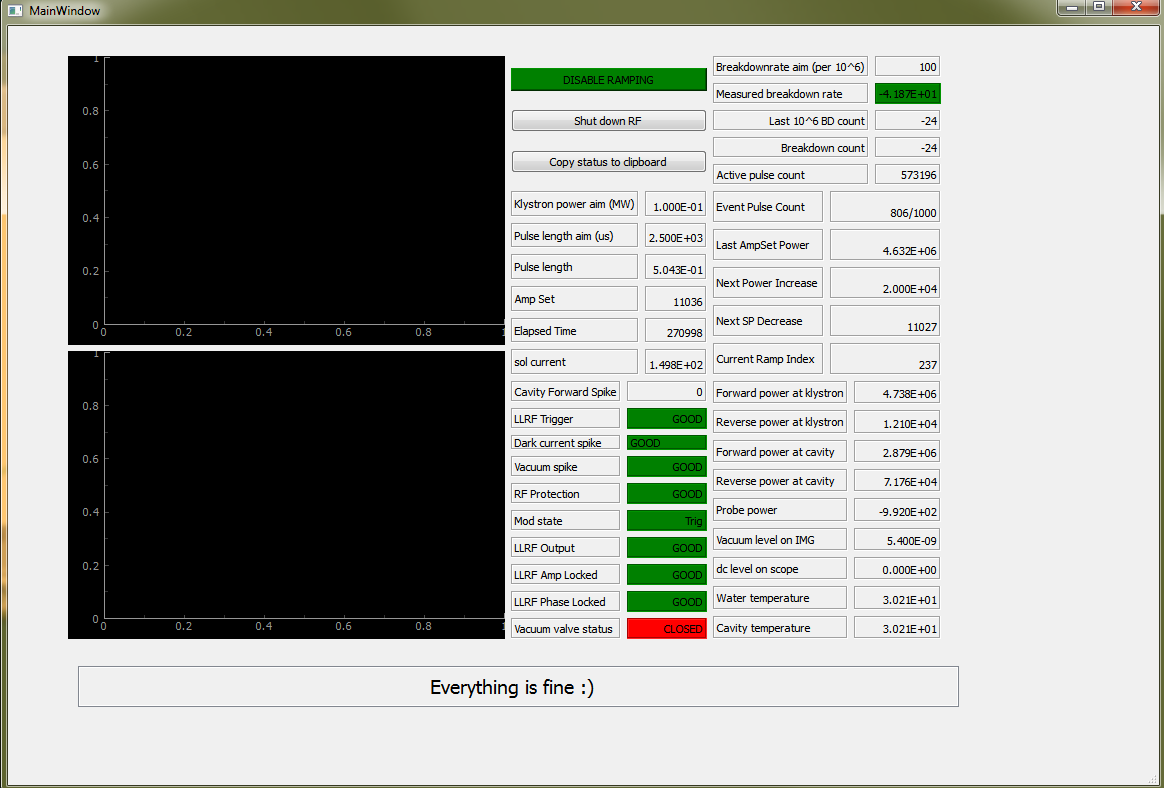 MainWindow
1
0.8
0.6
0.4
0.2
0
0 0.2 0.4 0.6 0.8 1
1
0.8
0.6
0.4
0.2
0
0 0.2 0.4 0.6 0.8 1
DISABLE RAMPING
Shut down RF
Copy status to clipboard
Klystron power aim (MW) 1.000E-01
Pulse length aim (us) 2.500E+03
Pulse length 5.043E-01
Amp Set 11036
Elapsed Time 270998
sol current 1.498E+02
Cavity Forward Spike 0
LLRF Trigger GOOD
Dark current spike GOOD
Vacuum spike GOOD
RF Protection GOOD
Mod state Trig
LLRF Output GOOD
LLRF Amp Locked GOOD
LLRF Phase Locked GOOD
Vacuum valve status CLOSED
Breakdownrate aim (per 10^6) 100
Measured breakdown rate -4.187E+01
Last 10^6 BD count -24
Breakdown count -24
Active pulse count 573196
Event Pulse Count 806/1000
Last AmpSet Power 4.632E+06
Next Power Increase 2.000E+04
Next SP Decrease 11027
Current Ramp Index 237
Forward power at klystron 4.738E+06
Reverse power at klystron 1.210E+04
Forward power at cavity 2.879E+06
Reverse power at cavity 7.176E+04
Probe power -9.920E+02
Vacuum level on IMG 5.400E-09
dc level on scope 0.000E+00
Water temperature 3.021E+01
Cavity temperature 3.021E+01
Everything is fine :)